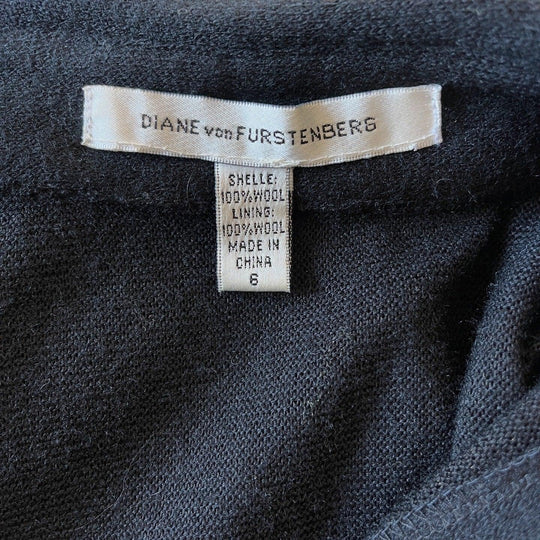 DIANE von FURSTENBERG
SHELLE:
100%WOOL
LINING:
100%WOOL
MADE IN
CHINA
6